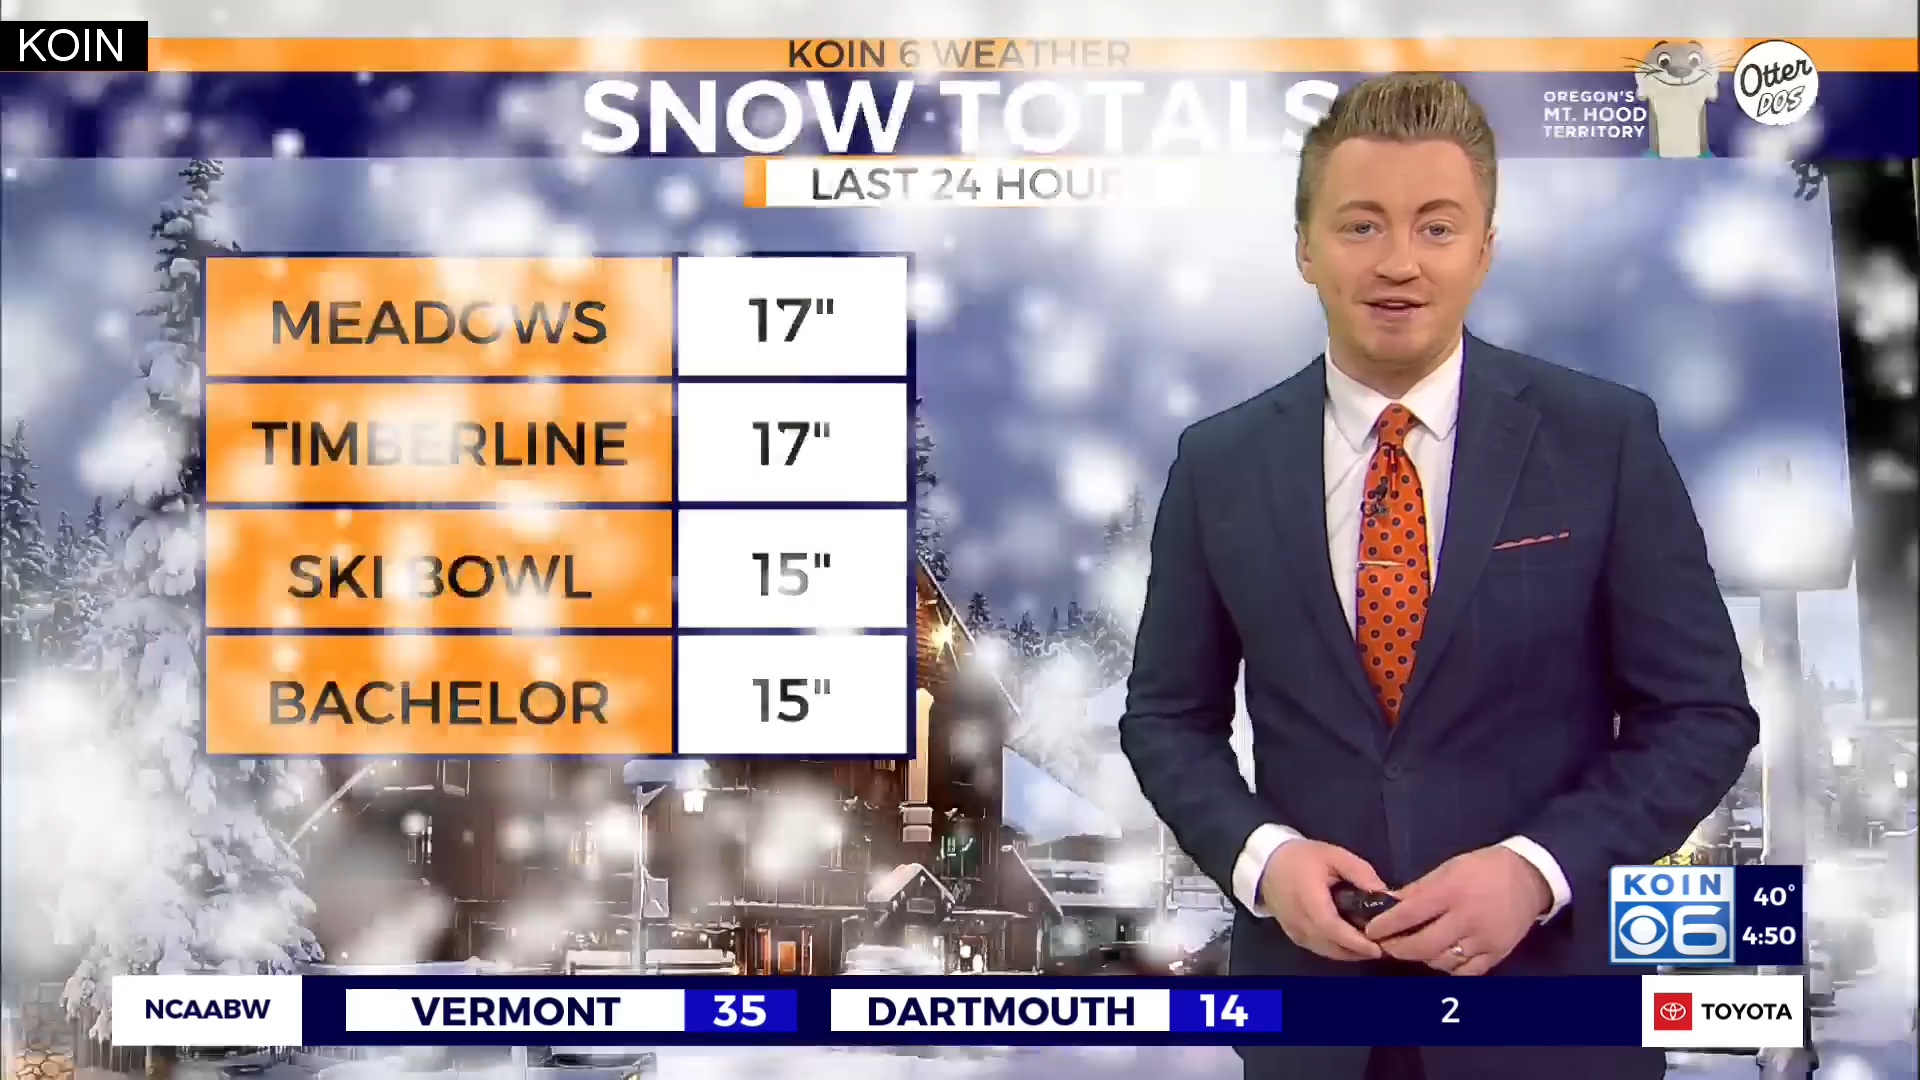 KOIN
KOIN 6 WEATHER
SNOW TOTALS
OREGON'S
MT. HOOD
TERRITORY
Otter
DOS
LAST 24 HOUR
MEADOWS 17"
TIMBERLINE 17"
SKI BOWL 15"
BACHELOR 15"
KOIN
6
40°
4:50
NCAABW VERMONT 35 DARTMOUTH 14 2 TOYOTA